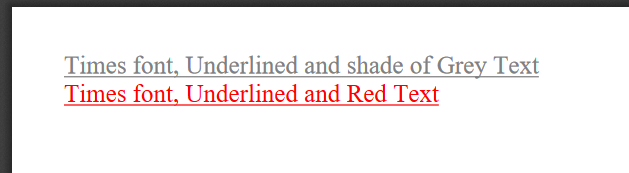 Times font, Underlined and shade of Grey Text
Times font, Underlined and Red Text